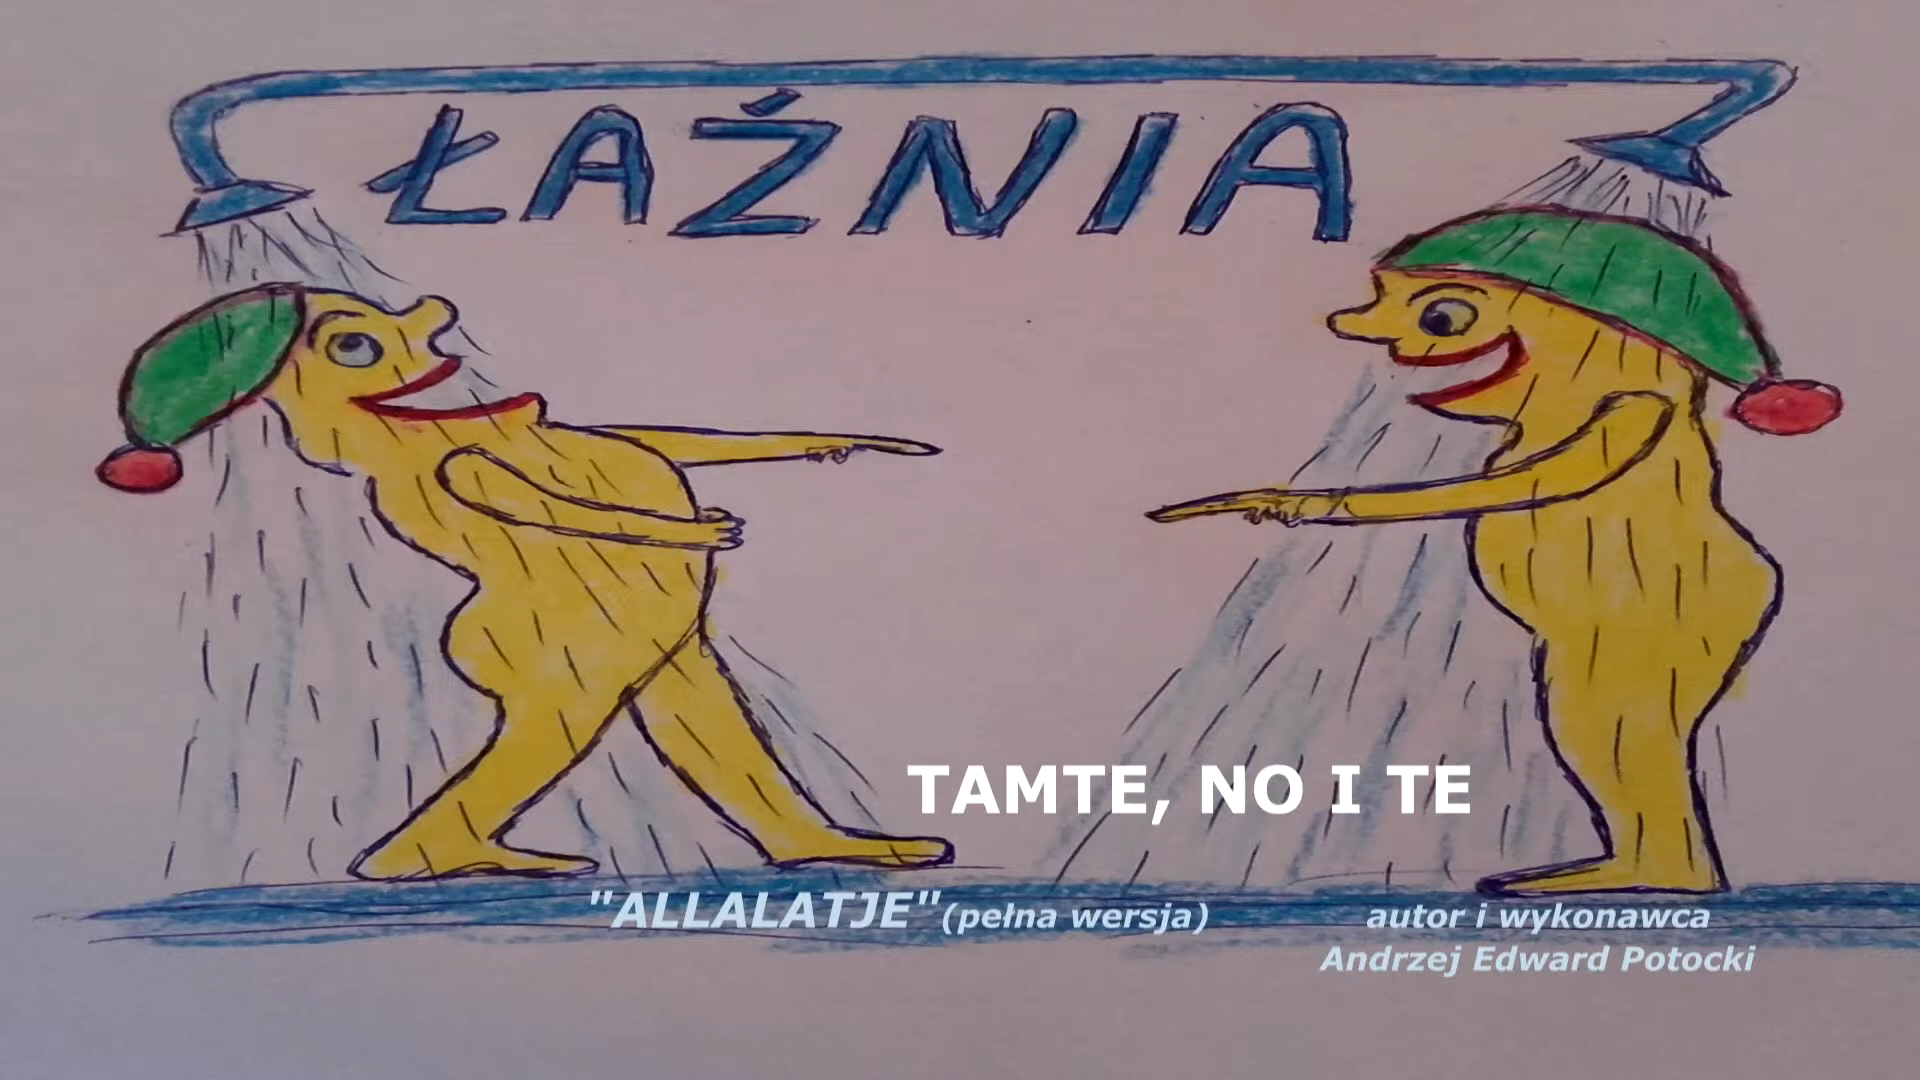 ŁAŹNIA
TAMTE, NO I TE
"ALLALATJE"(pełna wersja)
autor i wykonawca
Andrzej Edward Potocki